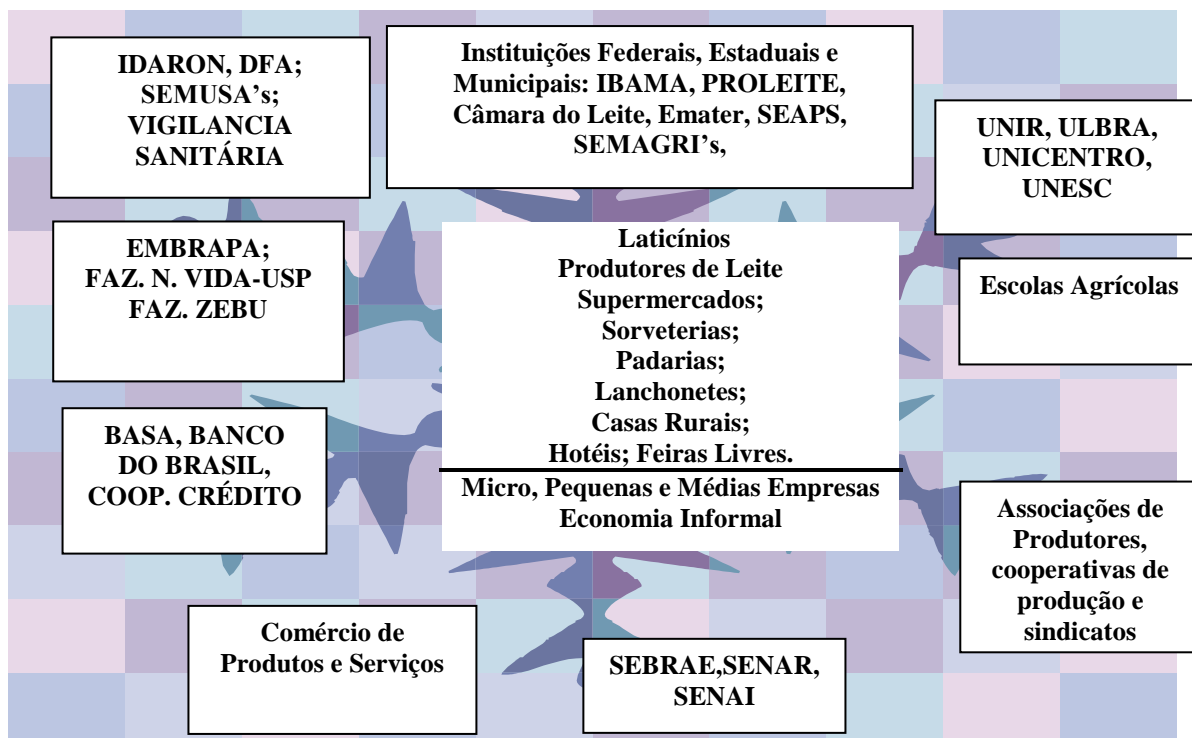 IDARON, DFA;
SEMUSA’s;
VIGILANCIA
SANITÁRIA
Instituições Federais, Estaduais e
Municipais: IBAMA, PROLEITE,
Câmara do Leite, Emater, SEAPS,
SEMAGRI’s,
UNIR, ULBRA,
UNICENTRO,
UNESC
EMBRAPA;
FAZ. N. VIDA-USP
FAZ. ZEBU
Laticínios
Produtores de Leite
Supermercados;
Sorveterias;
Padarias;
Lanchonetes;
Casas Rurais;
Hotéis; Feiras Livres.
Micro, Pequenas e Médias Empresas
Economia Informal
Escolas Agrícolas
BASA, BANCO
DO BRASIL,
COOP. CRÉDITO
Associações de
Produtores,
cooperativas de
produção e
sindicatos
Comércio de
Produtos e Serviços
SEBRAE,SENAR,
SENAI